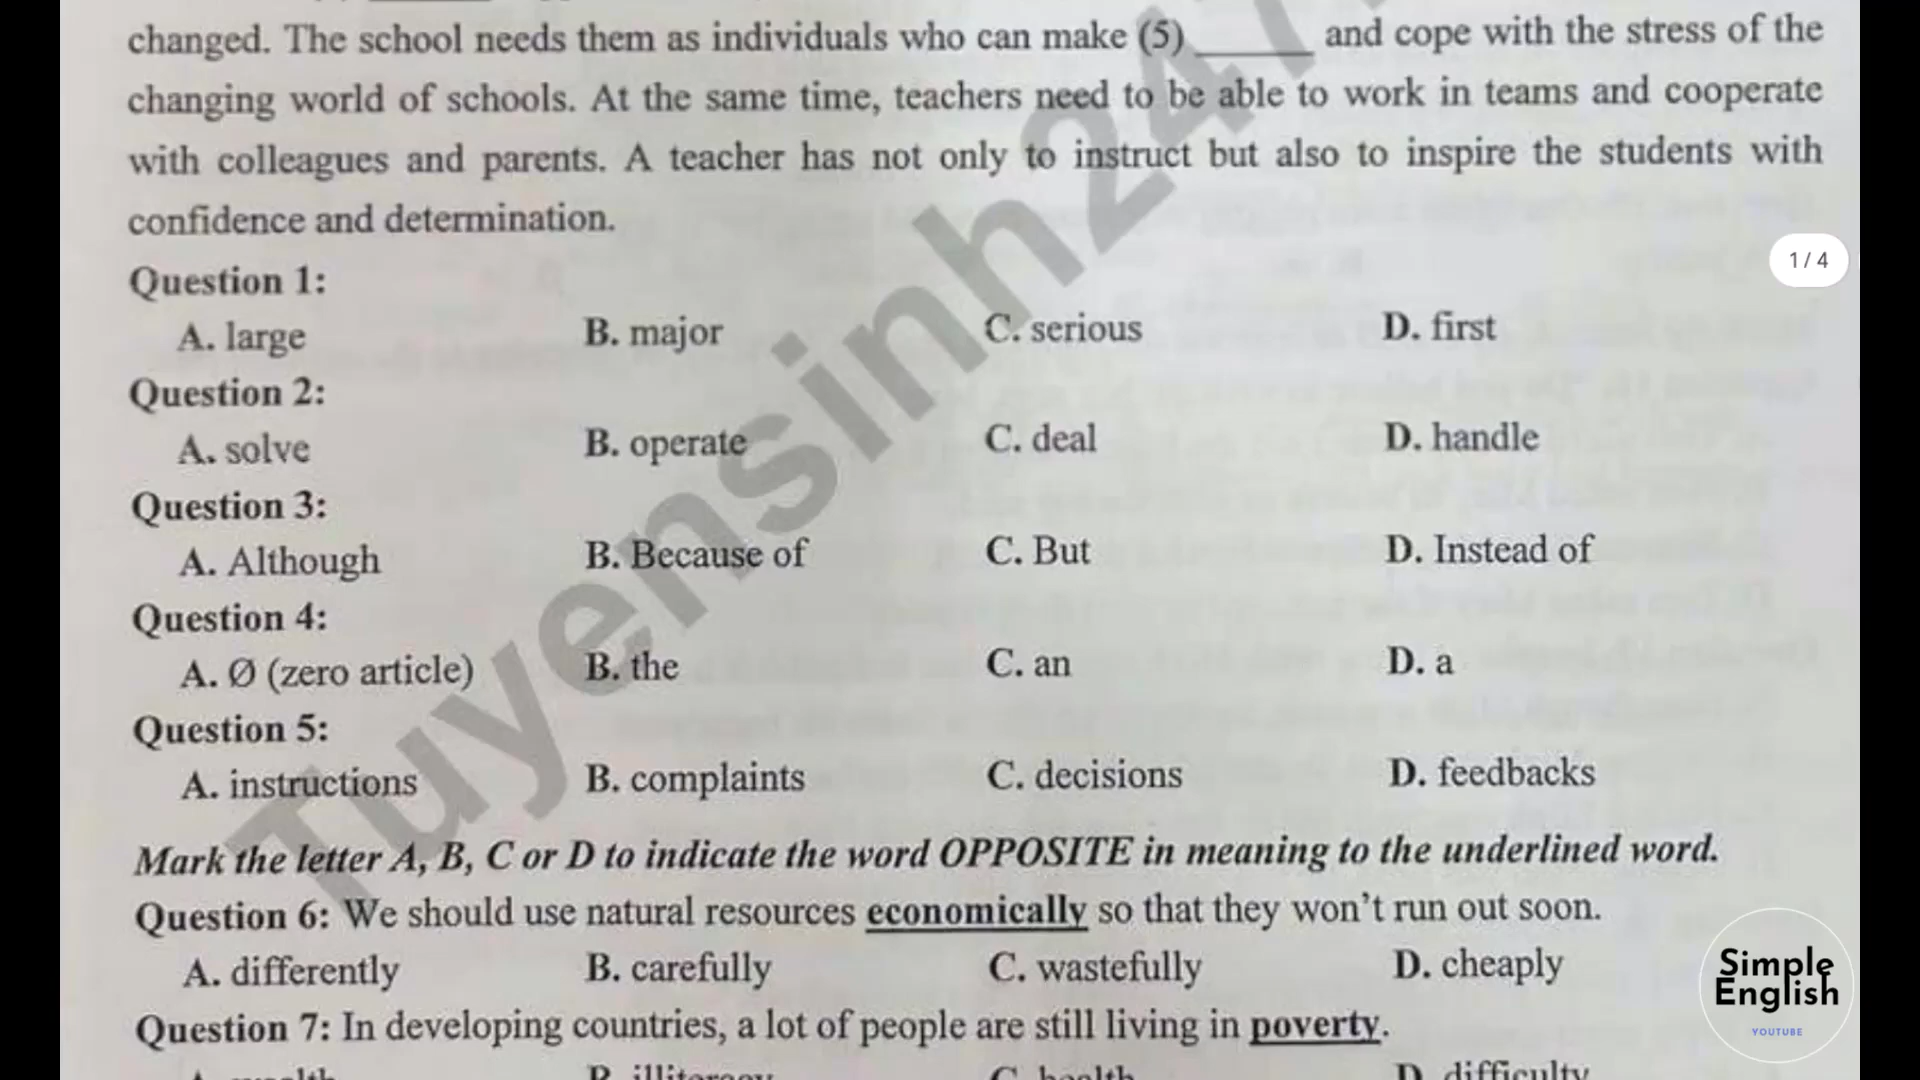 changed. The school needs them as individuals who can make (5) ______ and cope with the stress of the
changing world of schools. At the same time, teachers need to be able to work in teams and cooperate
with colleagues and parents. A teacher has not only to instruct but also to inspire the students with
confidence and determination.
Question 1:
A. large B. major C. serious D. first
Question 2:
A. solve B. operate C. deal D. handle
Question 3:
A. Although B. Because of C. But D. Instead of
Question 4:
A. Ø (zero article) B. the C. an D. a
Question 5:
A. instructions B. complaints C. decisions D. feedbacks
Mark the letter A, B, C or D to indicate the word OPPOSITE in meaning to the underlined word.
Question 6: We should use natural resources economically so that they won't run out soon.
A. differently B. carefully C. wastefully D. cheaply
Question 7: In developing countries, a lot of people are still living in poverty.
A. wealth B. illiteracy C. health D. difficulty
Tuyensinh247
1 / 4
Simple
English
YOUTUBE